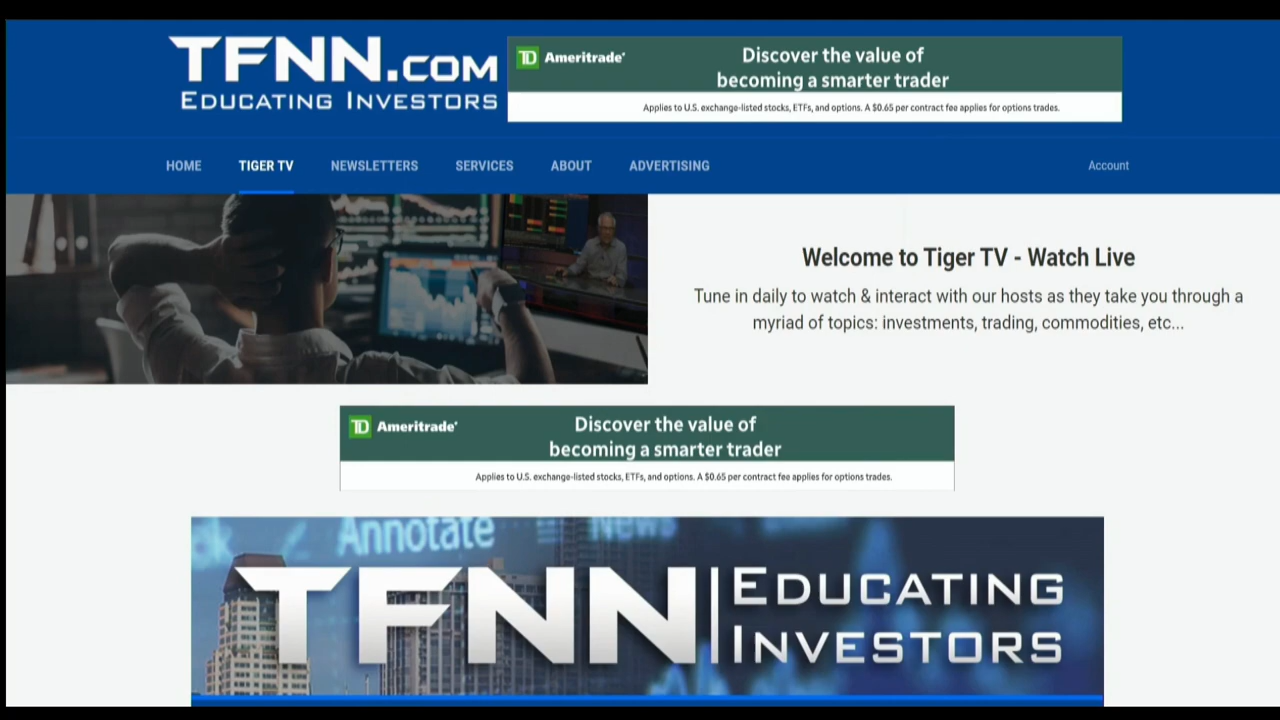 TFNN.COM
EDUCATING INVESTORS
TD Ameritrade®
Discover the value of
becoming a smarter trader
Applies to U.S. exchange-listed stocks, ETFs, and options. A $0.65 per contract fee applies for options trades.
HOME TIGER TV NEWSLETTERS SERVICES ABOUT ADVERTISING Account
Welcome to Tiger TV - Watch Live
Tune in daily to watch & interact with our hosts as they take you through a
myriad of topics: investments, trading, commodities, etc...
TD Ameritrade®
Discover the value of
becoming a smarter trader
Applies to U.S. exchange-listed stocks, ETFs, and options. A $0.65 per contract fee applies for options trades.
Annotate News
TFNN EDUCATING
INVESTORS